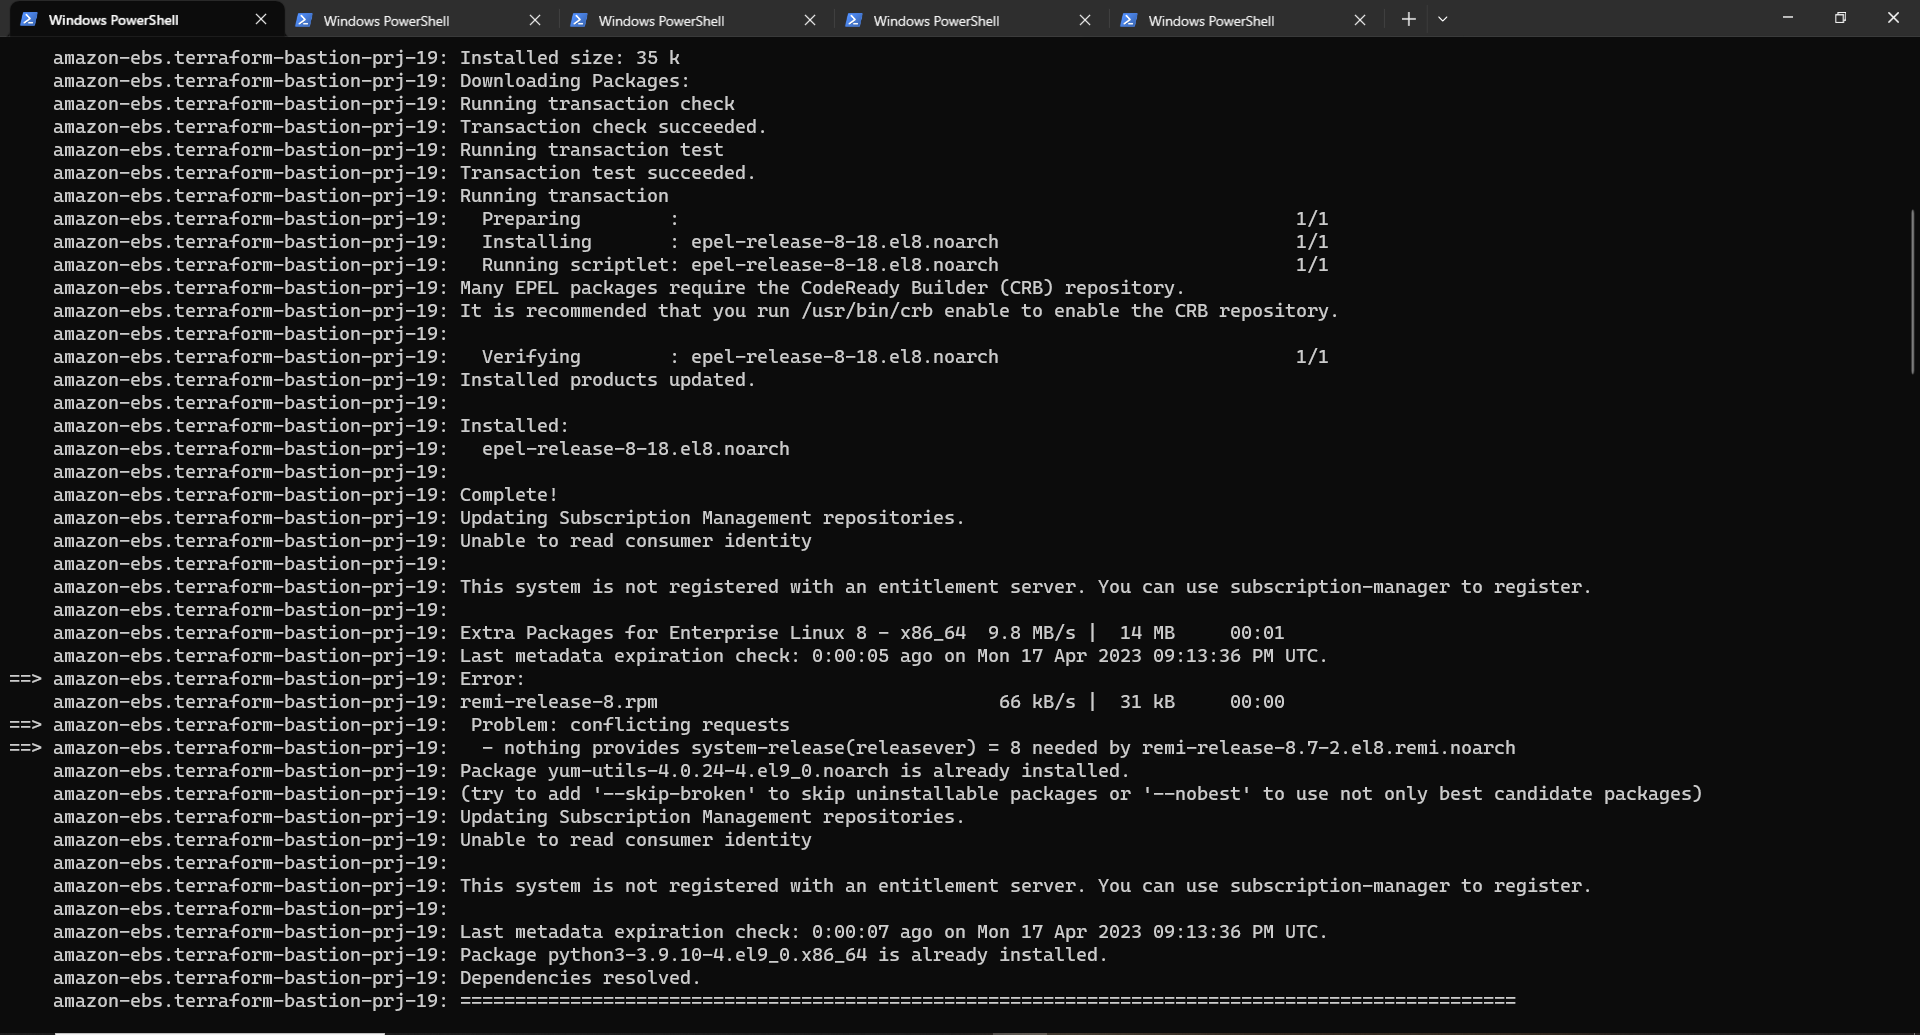 Windows PowerShell
Windows PowerShell
Windows PowerShell
Windows PowerShell
Windows PowerShell
amazon-ebs.terraform-bastion-prj-19: Installed size: 35 k
amazon-ebs.terraform-bastion-prj-19: Downloading Packages:
amazon-ebs.terraform-bastion-prj-19: Running transaction check
amazon-ebs.terraform-bastion-prj-19: Transaction check succeeded.
amazon-ebs.terraform-bastion-prj-19: Running transaction test
amazon-ebs.terraform-bastion-prj-19: Transaction test succeeded.
amazon-ebs.terraform-bastion-prj-19: Running transaction
amazon-ebs.terraform-bastion-prj-19:   Preparing        :                                                        1/1
amazon-ebs.terraform-bastion-prj-19:   Installing       : epel-release-8-18.el8.noarch                           1/1
amazon-ebs.terraform-bastion-prj-19:   Running scriptlet: epel-release-8-18.el8.noarch                           1/1
amazon-ebs.terraform-bastion-prj-19: Many EPEL packages require the CodeReady Builder (CRB) repository.
amazon-ebs.terraform-bastion-prj-19: It is recommended that you run /usr/bin/crb enable to enable the CRB repository.
amazon-ebs.terraform-bastion-prj-19:
amazon-ebs.terraform-bastion-prj-19:   Verifying        : epel-release-8-18.el8.noarch                           1/1
amazon-ebs.terraform-bastion-prj-19: Installed products updated.
amazon-ebs.terraform-bastion-prj-19:
amazon-ebs.terraform-bastion-prj-19: Installed:
amazon-ebs.terraform-bastion-prj-19:   epel-release-8-18.el8.noarch
amazon-ebs.terraform-bastion-prj-19:
amazon-ebs.terraform-bastion-prj-19: Complete!
amazon-ebs.terraform-bastion-prj-19: Updating Subscription Management repositories.
amazon-ebs.terraform-bastion-prj-19: Unable to read consumer identity
amazon-ebs.terraform-bastion-prj-19:
amazon-ebs.terraform-bastion-prj-19: This system is not registered with an entitlement server. You can use subscription-manager to register.
amazon-ebs.terraform-bastion-prj-19:
amazon-ebs.terraform-bastion-prj-19: Extra Packages for Enterprise Linux 8 - x86_64  9.8 MB/s |  14 MB     00:01
amazon-ebs.terraform-bastion-prj-19: Last metadata expiration check: 0:00:05 ago on Mon 17 Apr 2023 09:13:36 PM UTC.
==> amazon-ebs.terraform-bastion-prj-19: Error:
amazon-ebs.terraform-bastion-prj-19: remi-release-8.rpm                               66 kB/s |  31 kB     00:00
==> amazon-ebs.terraform-bastion-prj-19:  Problem: conflicting requests
==> amazon-ebs.terraform-bastion-prj-19:   - nothing provides system-release(releasever) = 8 needed by remi-release-8.7-2.el8.remi.noarch
amazon-ebs.terraform-bastion-prj-19: Package yum-utils-4.0.24-4.el9_0.noarch is already installed.
amazon-ebs.terraform-bastion-prj-19: (try to add '--skip-broken' to skip uninstallable packages or '--nobest' to use not only best candidate packages)
amazon-ebs.terraform-bastion-prj-19: Updating Subscription Management repositories.
amazon-ebs.terraform-bastion-prj-19: Unable to read consumer identity
amazon-ebs.terraform-bastion-prj-19:
amazon-ebs.terraform-bastion-prj-19: This system is not registered with an entitlement server. You can use subscription-manager to register.
amazon-ebs.terraform-bastion-prj-19:
amazon-ebs.terraform-bastion-prj-19: Last metadata expiration check: 0:00:07 ago on Mon 17 Apr 2023 09:13:36 PM UTC.
amazon-ebs.terraform-bastion-prj-19: Package python3-3.9.10-4.el9_0.x86_64 is already installed.
amazon-ebs.terraform-bastion-prj-19: Dependencies resolved.
amazon-ebs.terraform-bastion-prj-19: ================================================================================================